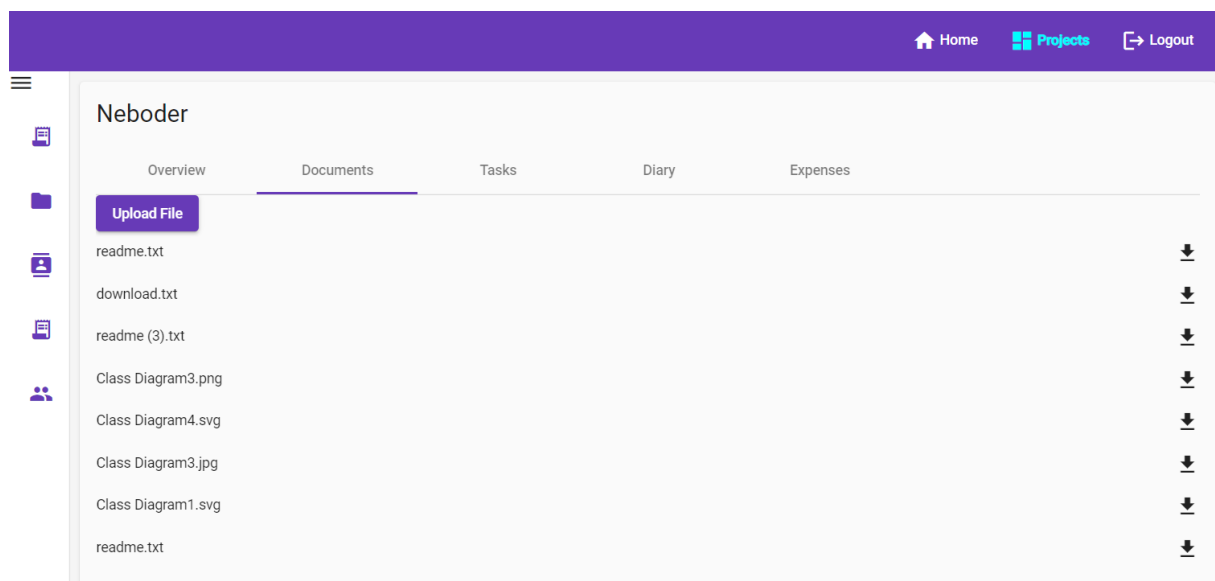 Home Projects Logout
Neboder
Overview Documents Tasks Diary Expenses
Upload File
readme.txt
download.txt
readme (3).txt
Class Diagram3.png
Class Diagram4.svg
Class Diagram3.jpg
Class Diagram1.svg
readme.txt